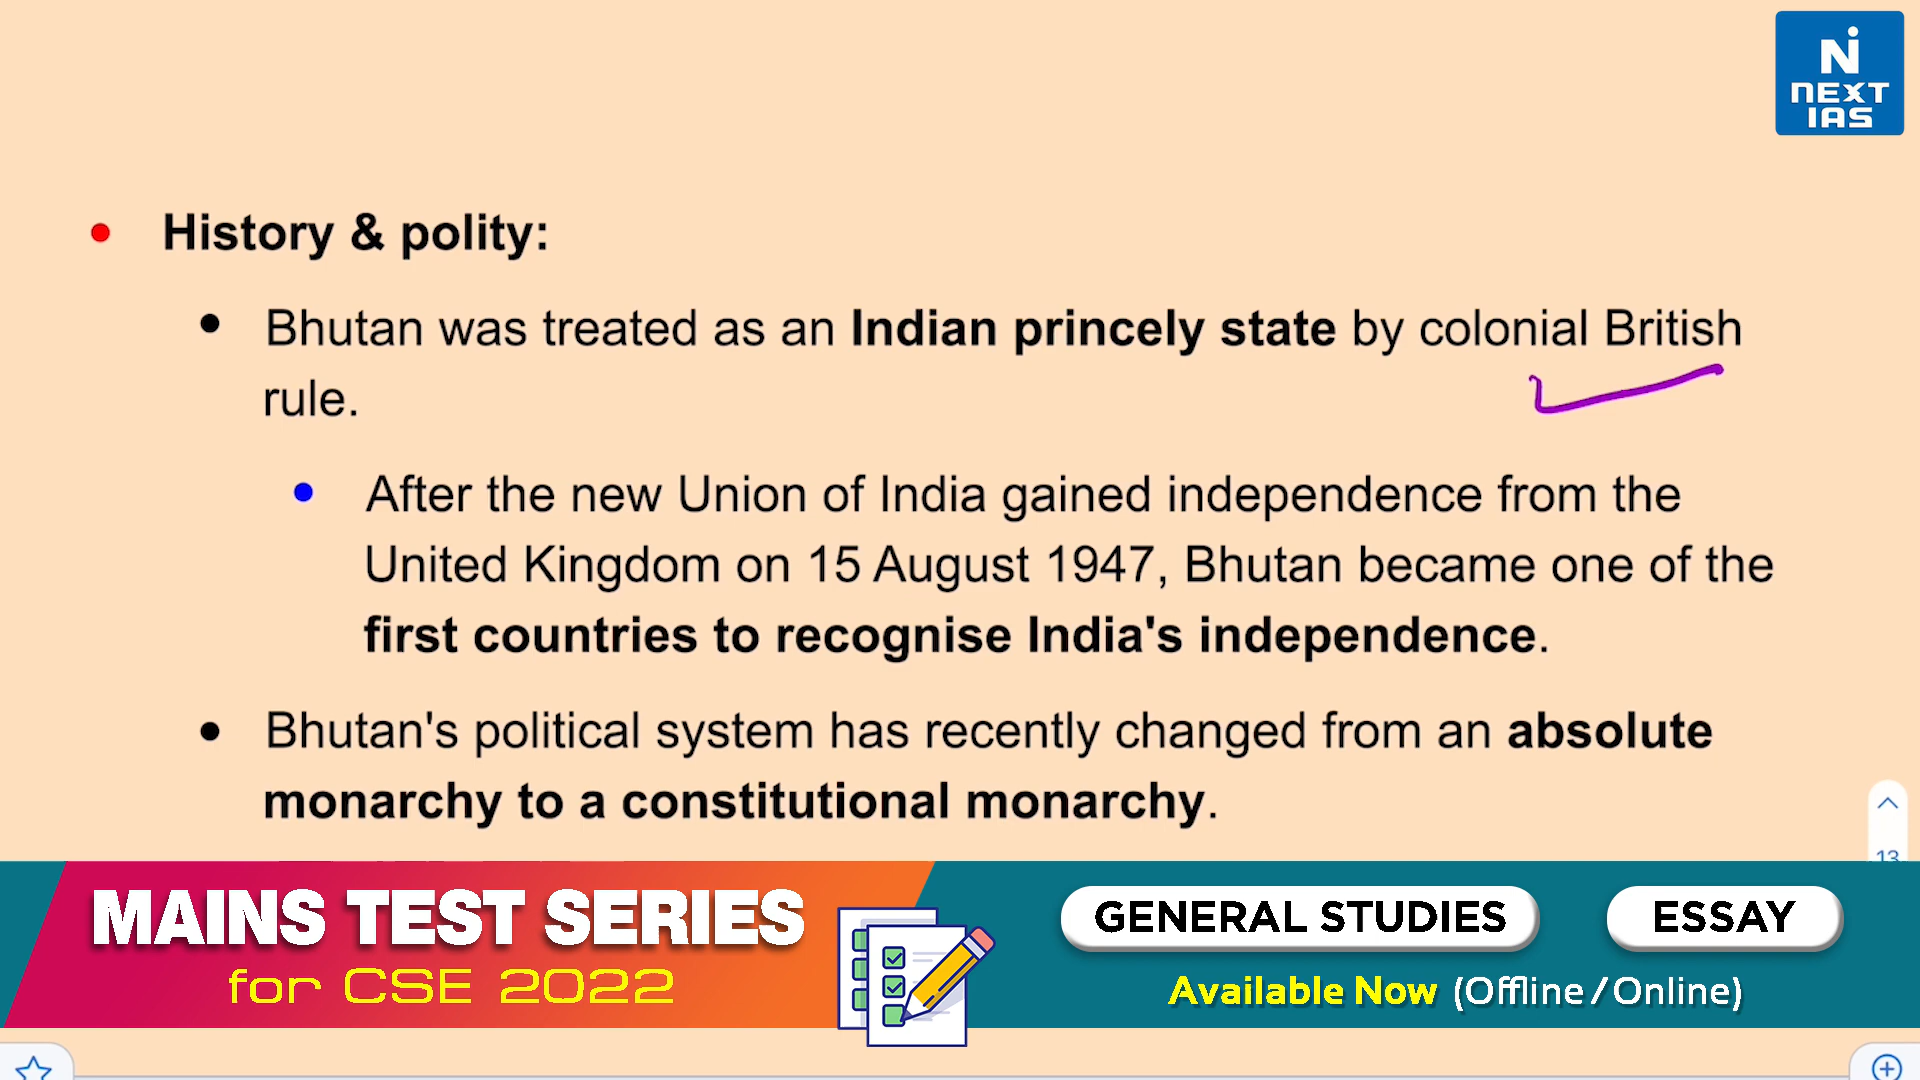 N
NEXT
IAS
• History & polity:
• Bhutan was treated as an Indian princely state by colonial British
rule.
• After the new Union of India gained independence from the
United Kingdom on 15 August 1947, Bhutan became one of the
first countries to recognise India's independence.
• Bhutan's political system has recently changed from an absolute
monarchy to a constitutional monarchy.
13
MAINS TEST SERIES
for CSE 2022
GENERAL STUDIES
ESSAY
Available Now (Offline/Online)